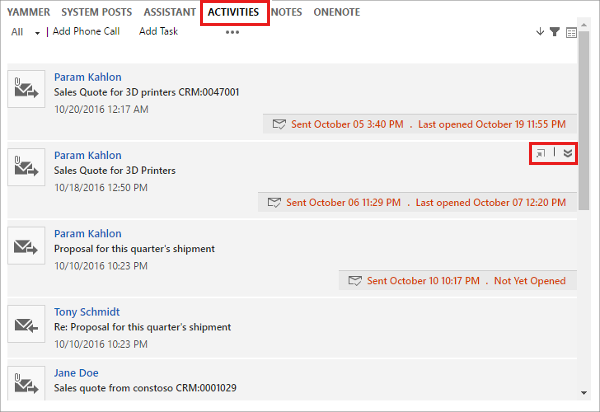 YAMMER SYSTEM POSTS ASSISTANT ACTIVITIES NOTES ONENOTE
All | Add Phone Call Add Task •••
Param Kahlon
Sales Quote for 3D printers CRM:0047001
10/20/2016 12:17 AM
Sent October 05 3:40 PM . Last opened October 19 11:55 PM
Param Kahlon
Sales Quote for 3D Printers
10/18/2016 12:50 PM
Sent October 06 11:29 PM . Last opened October 07 12:20 PM
Param Kahlon
Proposal for this quarter's shipment
10/10/2016 10:23 PM
Sent October 10 10:17 PM . Not Yet Opened
Tony Schmidt
Re: Proposal for this quarter's shipment
10/10/2016 10:23 PM
Jane Doe
Sales quote from constoso CRM:0001029